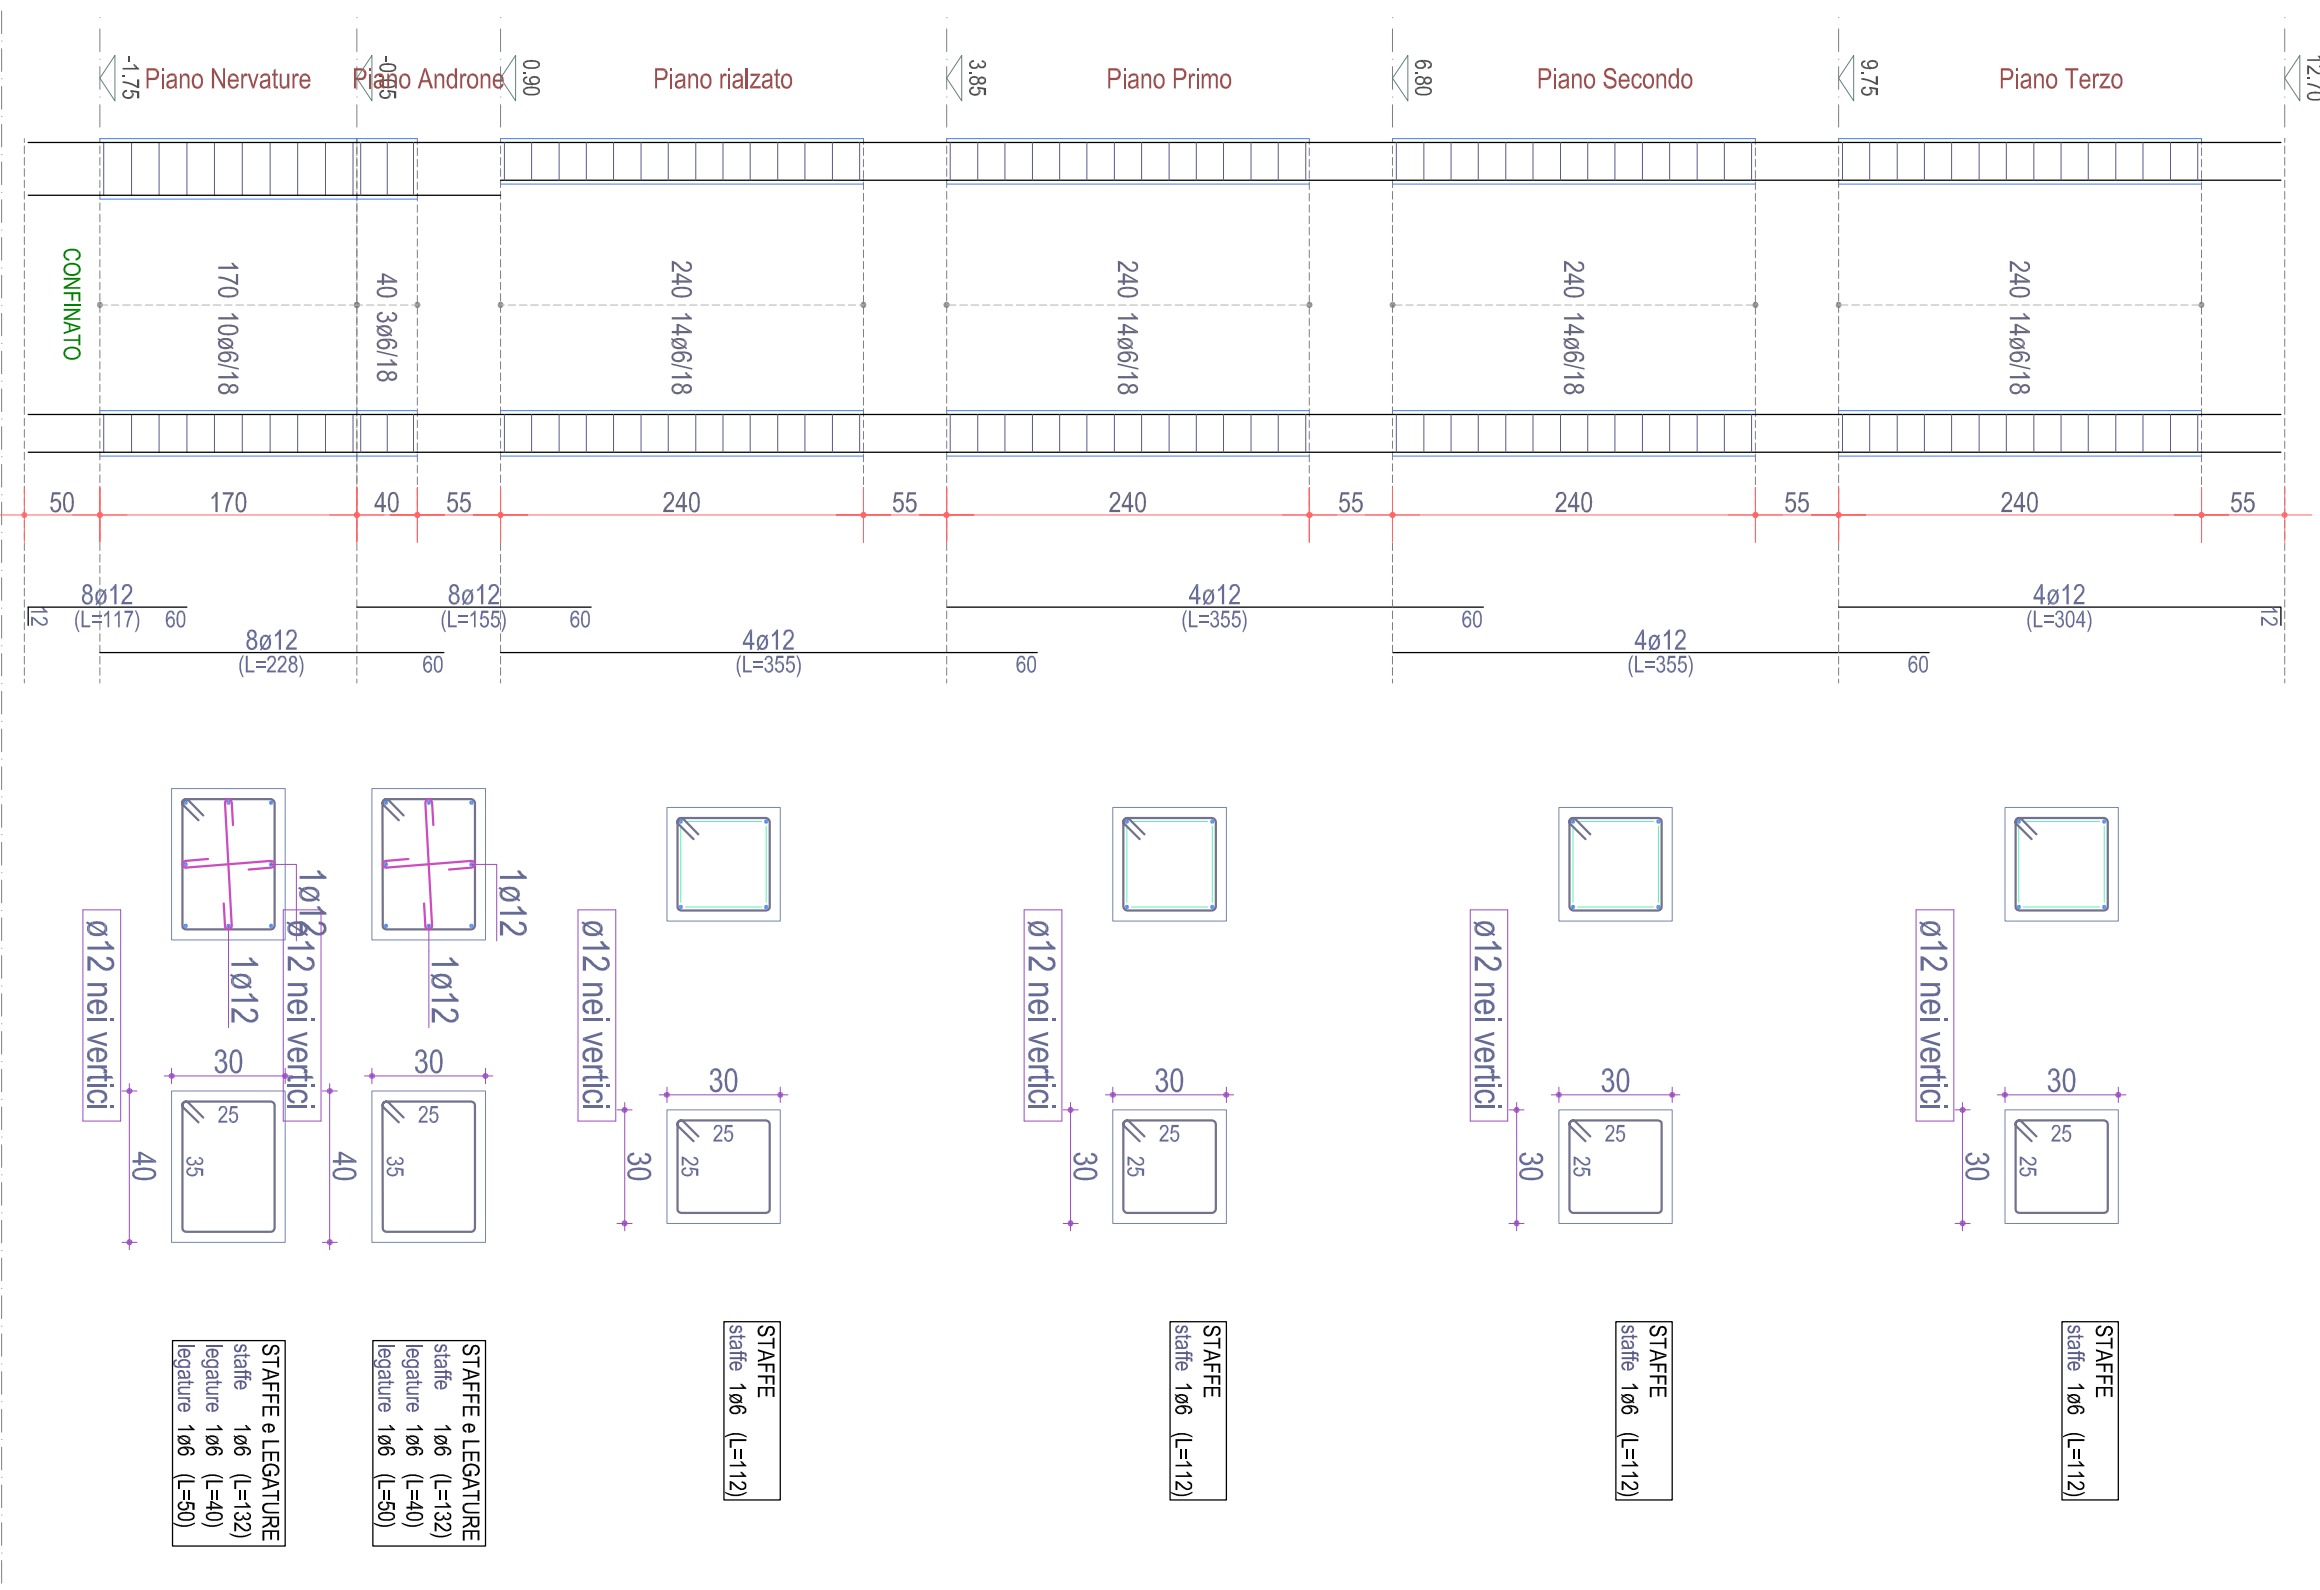 -1.75
Piano Nervature
-0.05
Piano Androne
0.90
Piano rialzato
3.85
Piano Primo
6.80
Piano Secondo
9.75
Piano Terzo
12.70
CONFINATO
170 10ø6/18
40 3ø6/18
240 14ø6/18
240 14ø6/18
240 14ø6/18
240 14ø6/18
50
170
40
55
240
55
240
55
240
55
240
55
8ø12
(L=117)
60
12
8ø12
(L=155)
60
4ø12
(L=355)
60
4ø12
(L=304)
12
8ø12
(L=228)
60
4ø12
(L=355)
60
4ø12
(L=355)
60
1ø12
1ø12
ø12 nei vertici
1ø12
1ø12
ø12 nei vertici
ø12 nei vertici
ø12 nei vertici
ø12 nei vertici
ø12 nei vertici
30
25
35
40
30
25
35
40
30
25
25
30
30
25
25
30
30
25
25
30
30
25
25
30
STAFFE e LEGATURE
staffe 1ø6 (L=132)
legature 1ø6 (L=40)
legature 1ø6 (L=50)
STAFFE e LEGATURE
staffe 1ø6 (L=132)
legature 1ø6 (L=40)
legature 1ø6 (L=50)
STAFFE
staffe 1ø6 (L=112)
STAFFE
staffe 1ø6 (L=112)
STAFFE
staffe 1ø6 (L=112)
STAFFE
staffe 1ø6 (L=112)